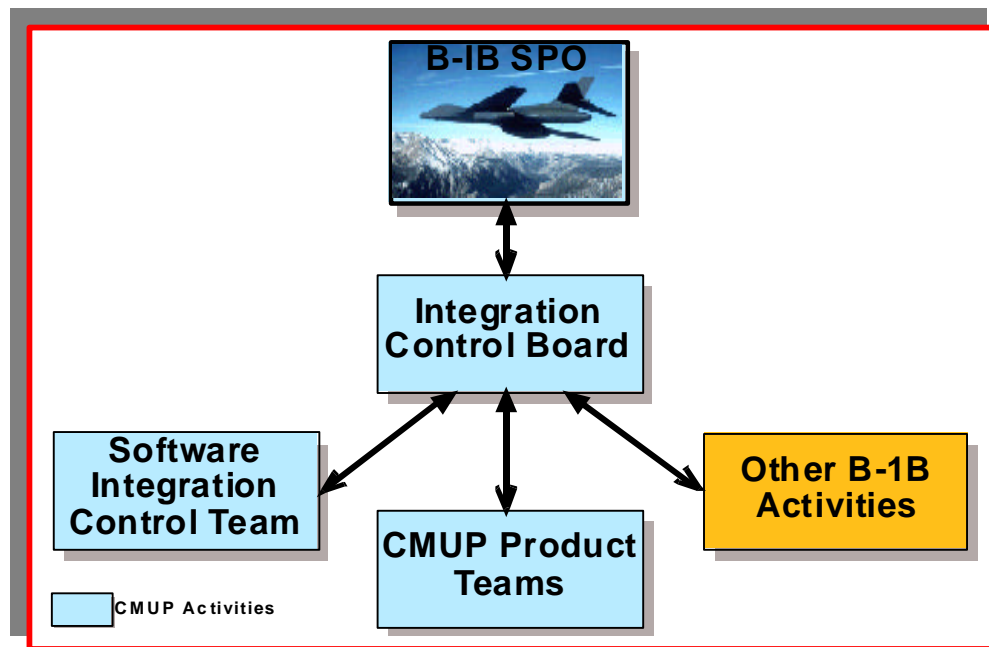 B-IB SPO
Integration
Control Board
Software
Integration
Control Team
CMUP Product
Teams
Other B-1B
Activities
CMUP Activities